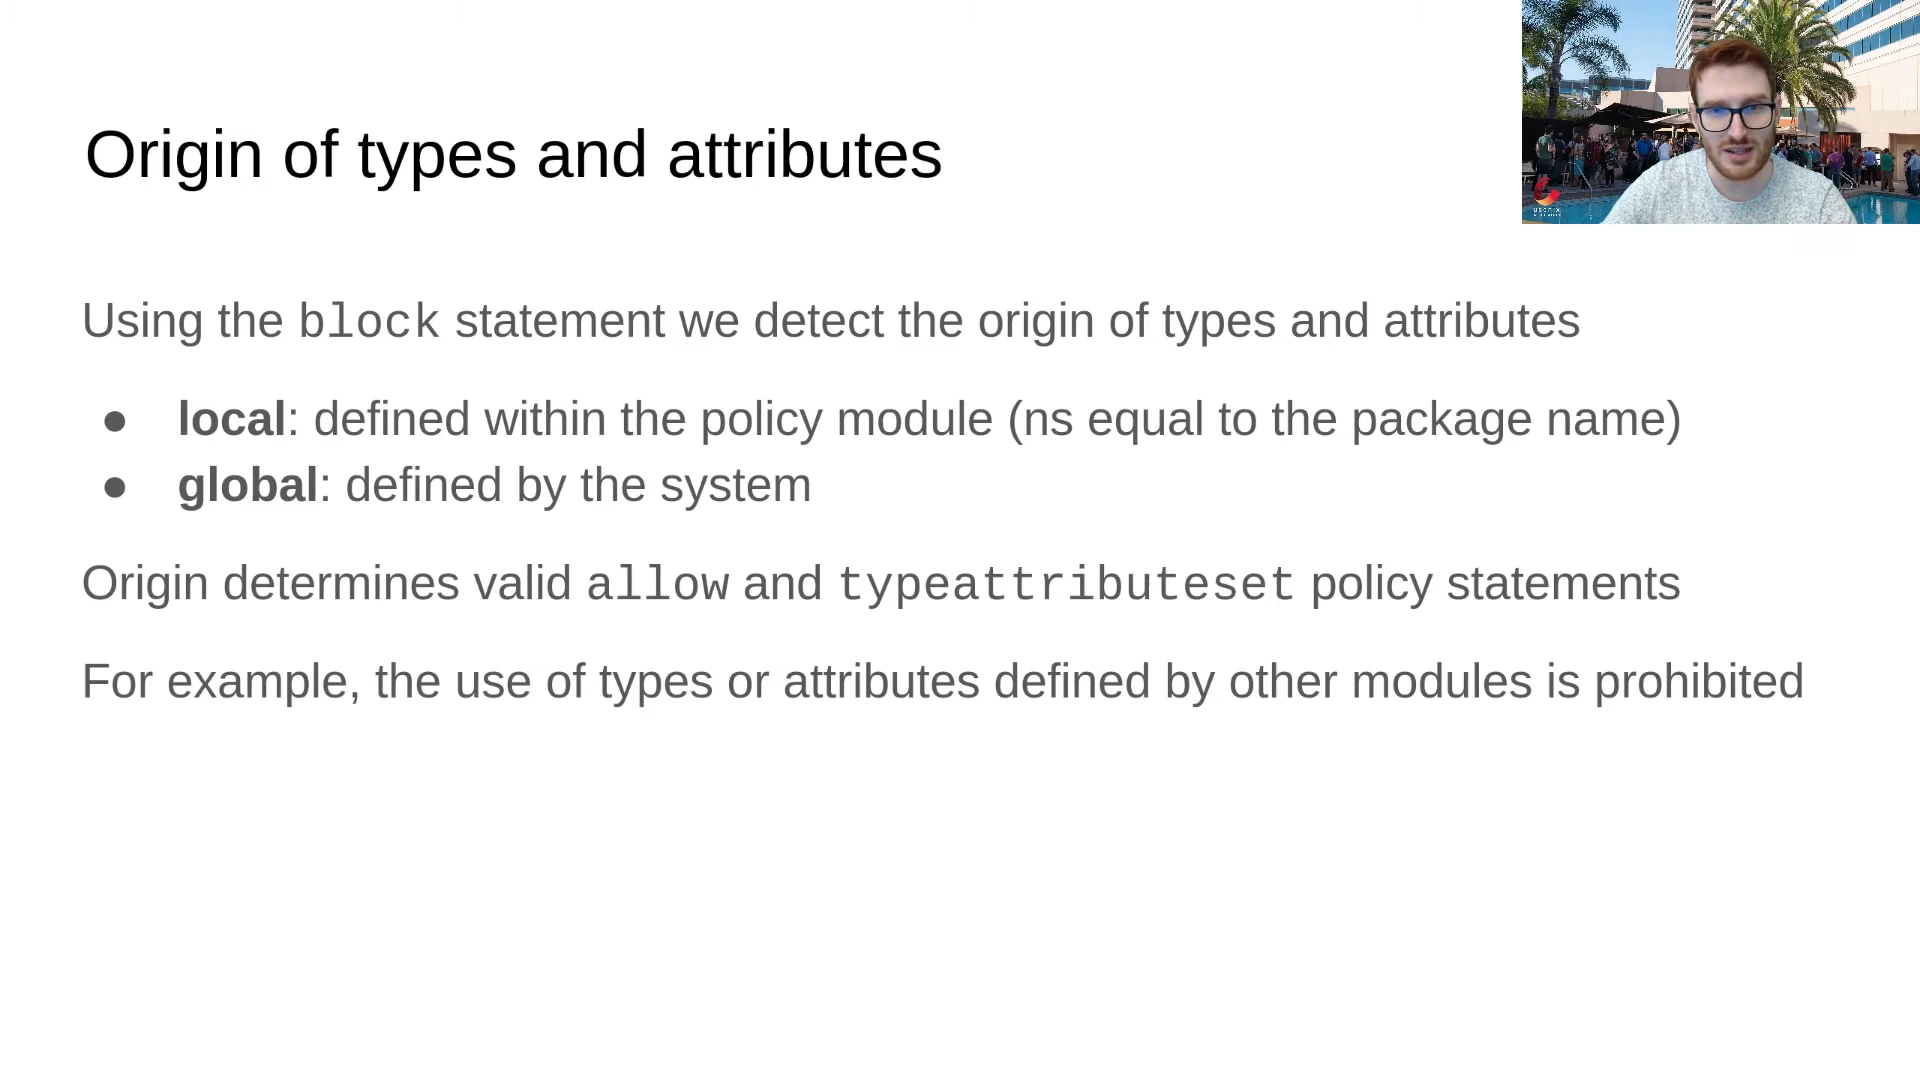 Origin of types and attributes
Using the block statement we detect the origin of types and attributes
● local: defined within the policy module (ns equal to the package name)
● global: defined by the system
Origin determines valid allow and typeattributeset policy statements
For example, the use of types or attributes defined by other modules is prohibited
usenix